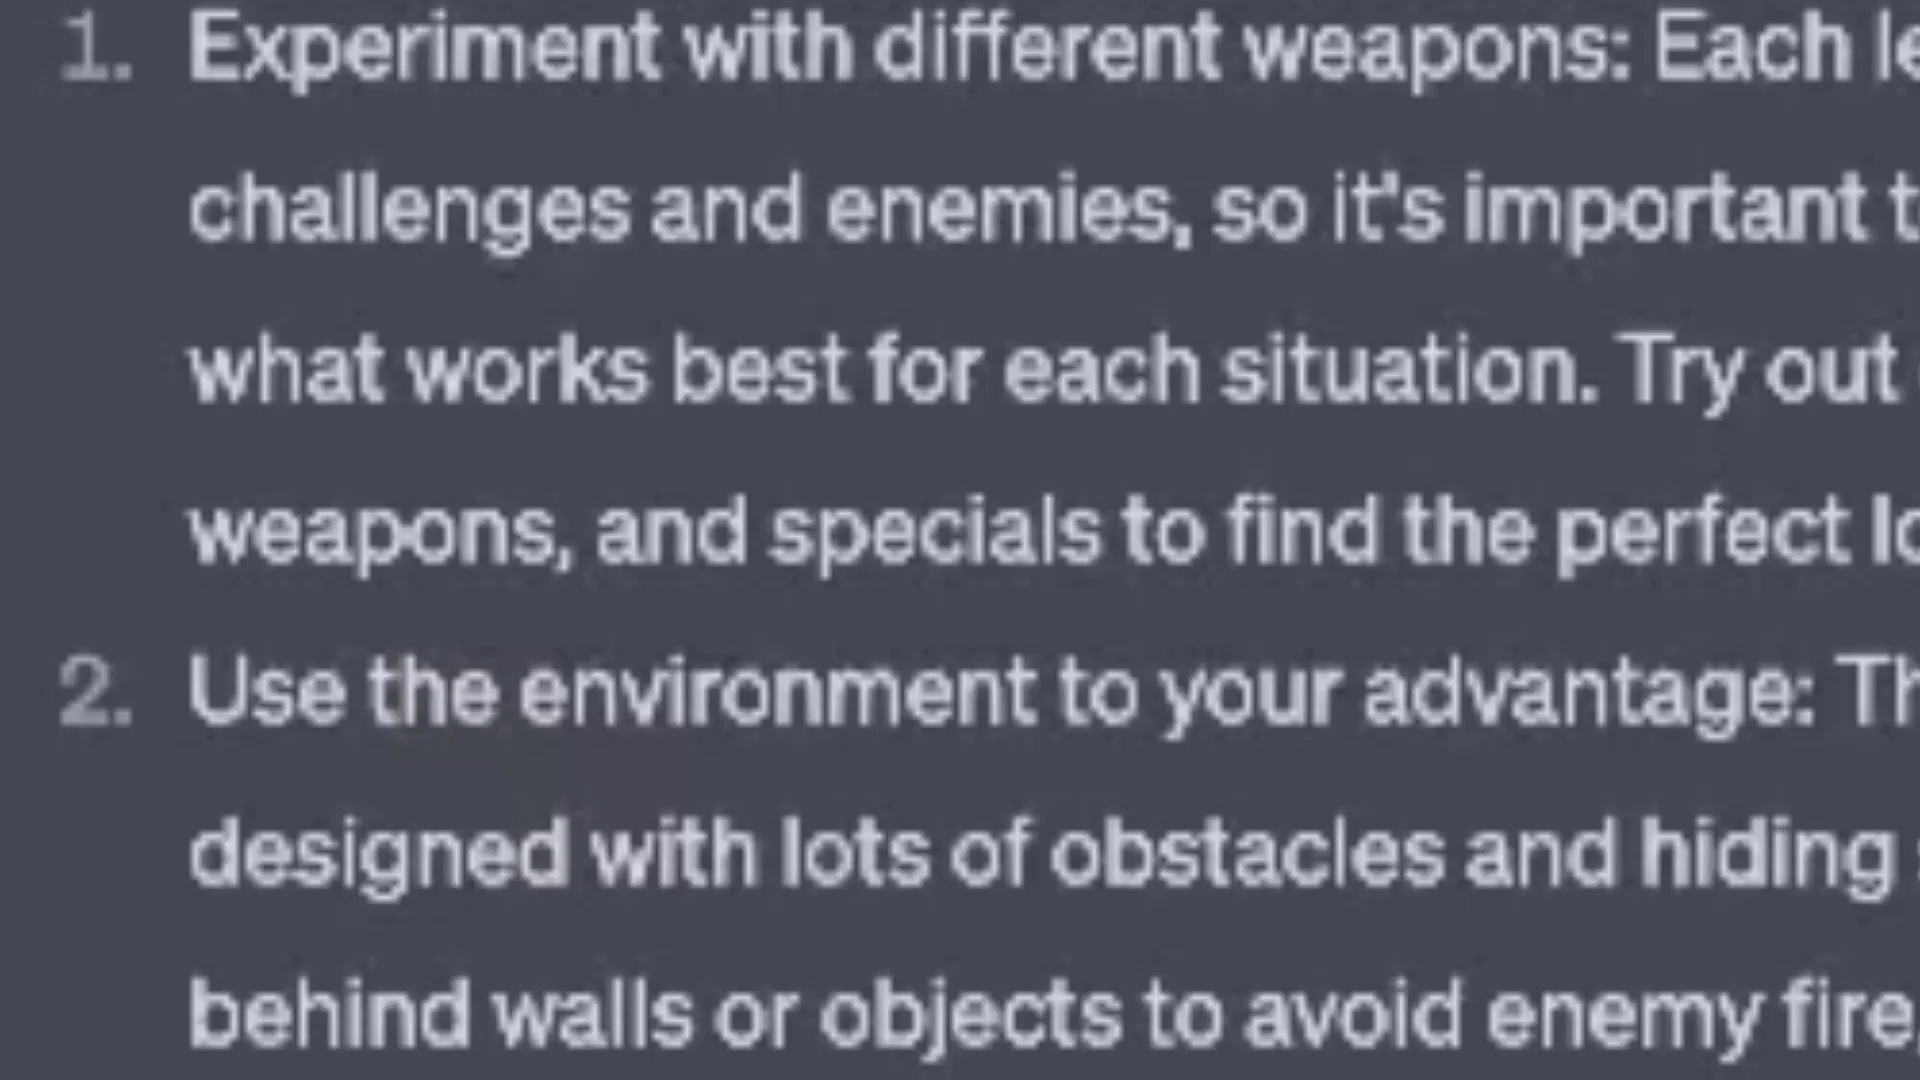 1. Experiment with different weapons: Each
challenges and enemies, so it's important
what works best for each situation. Try out
weapons, and specials to find the perfect
2. Use the environment to your advantage:
designed with lots of obstacles and hiding
behind walls or objects to avoid enemy fire,